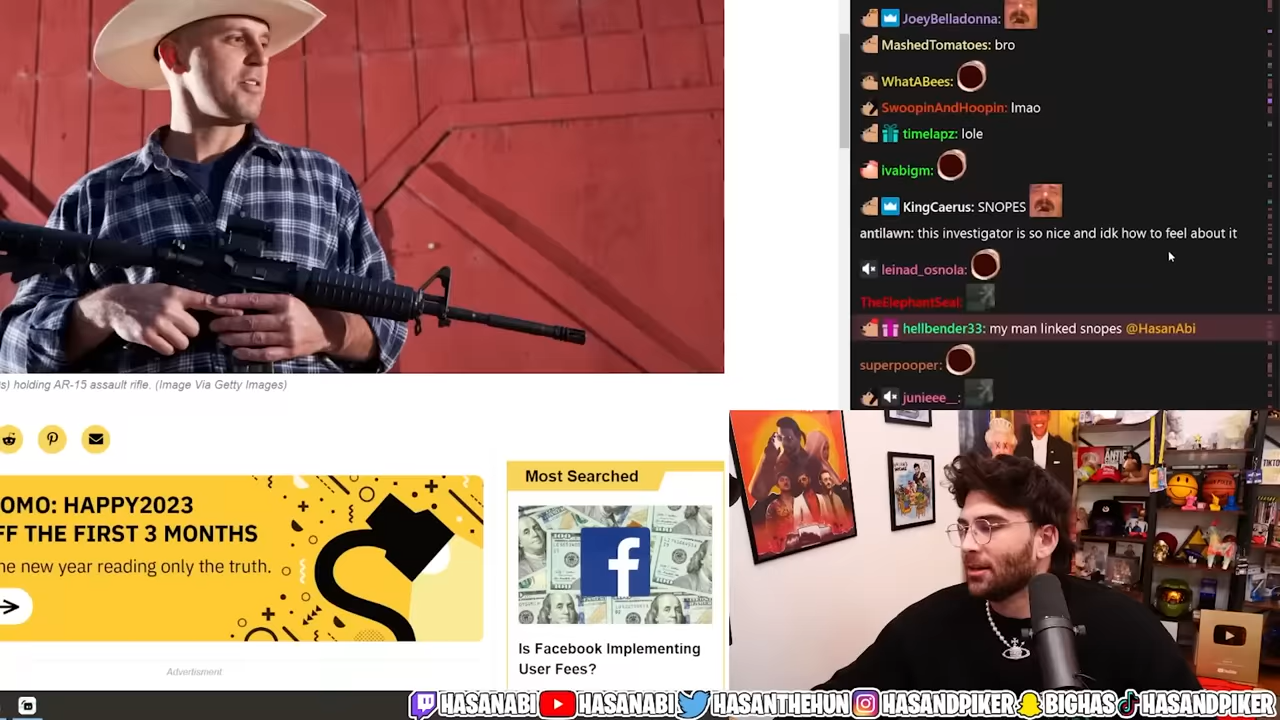 s) holding AR-15 assault rifle. (Image Via Getty Images)
OMO: HAPPY2023
FF THE FIRST 3 MONTHS
he new year reading only the truth.
Advertisment
Most Searched
Is Facebook Implementing
User Fees?
JoeyBelladonna:
MashedTomatoes: bro
WhatABees:
SwoopinAndHoopin: lmao
timelapz: lole
ivabigm:
KingCaerus: SNOPES
antilawn: this investigator is so nice and idk how to feel about it
leinad_osnola:
TheElephantSeal:
hellbender33: my man linked snopes @HasanAbi
superpooper:
junieee__:
HASANABI HASANABI HASANTHEHUN HASANDPIKER BIGHAS HASANDPIKER